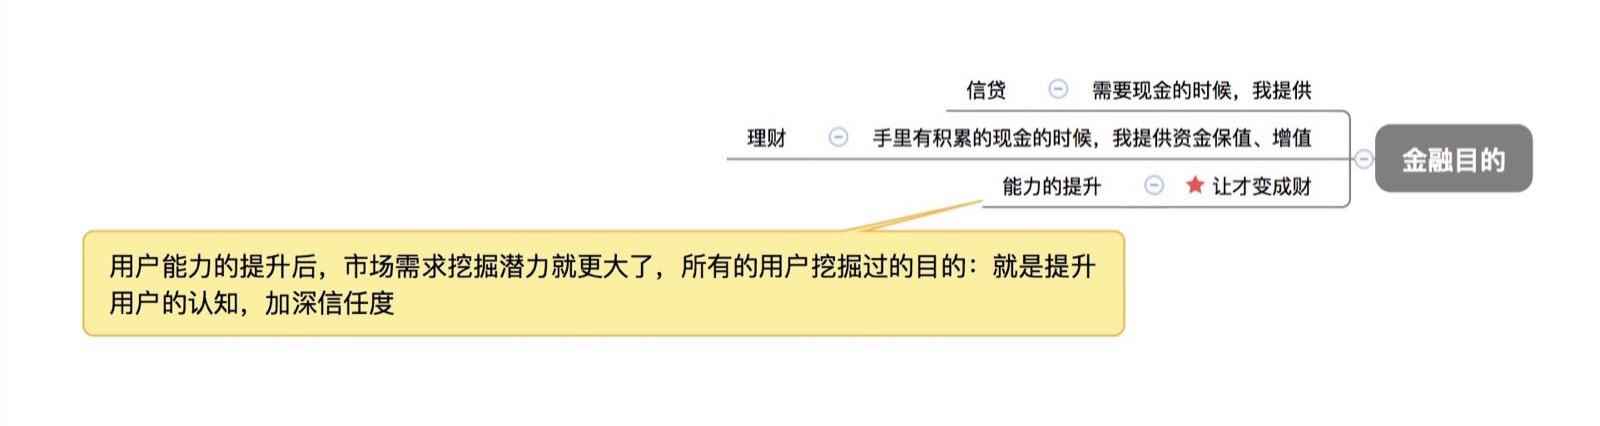 信贷
需要现金的时候，我提供
理财
手里有积累的现金的时候，我提供资金保值、增值
金融目的
能力的提升
让才变成财
用户能力的提升后，市场需求挖掘潜力就更大了，所有的用户挖掘过的目的：就是提升
用户的认知，加深信任度